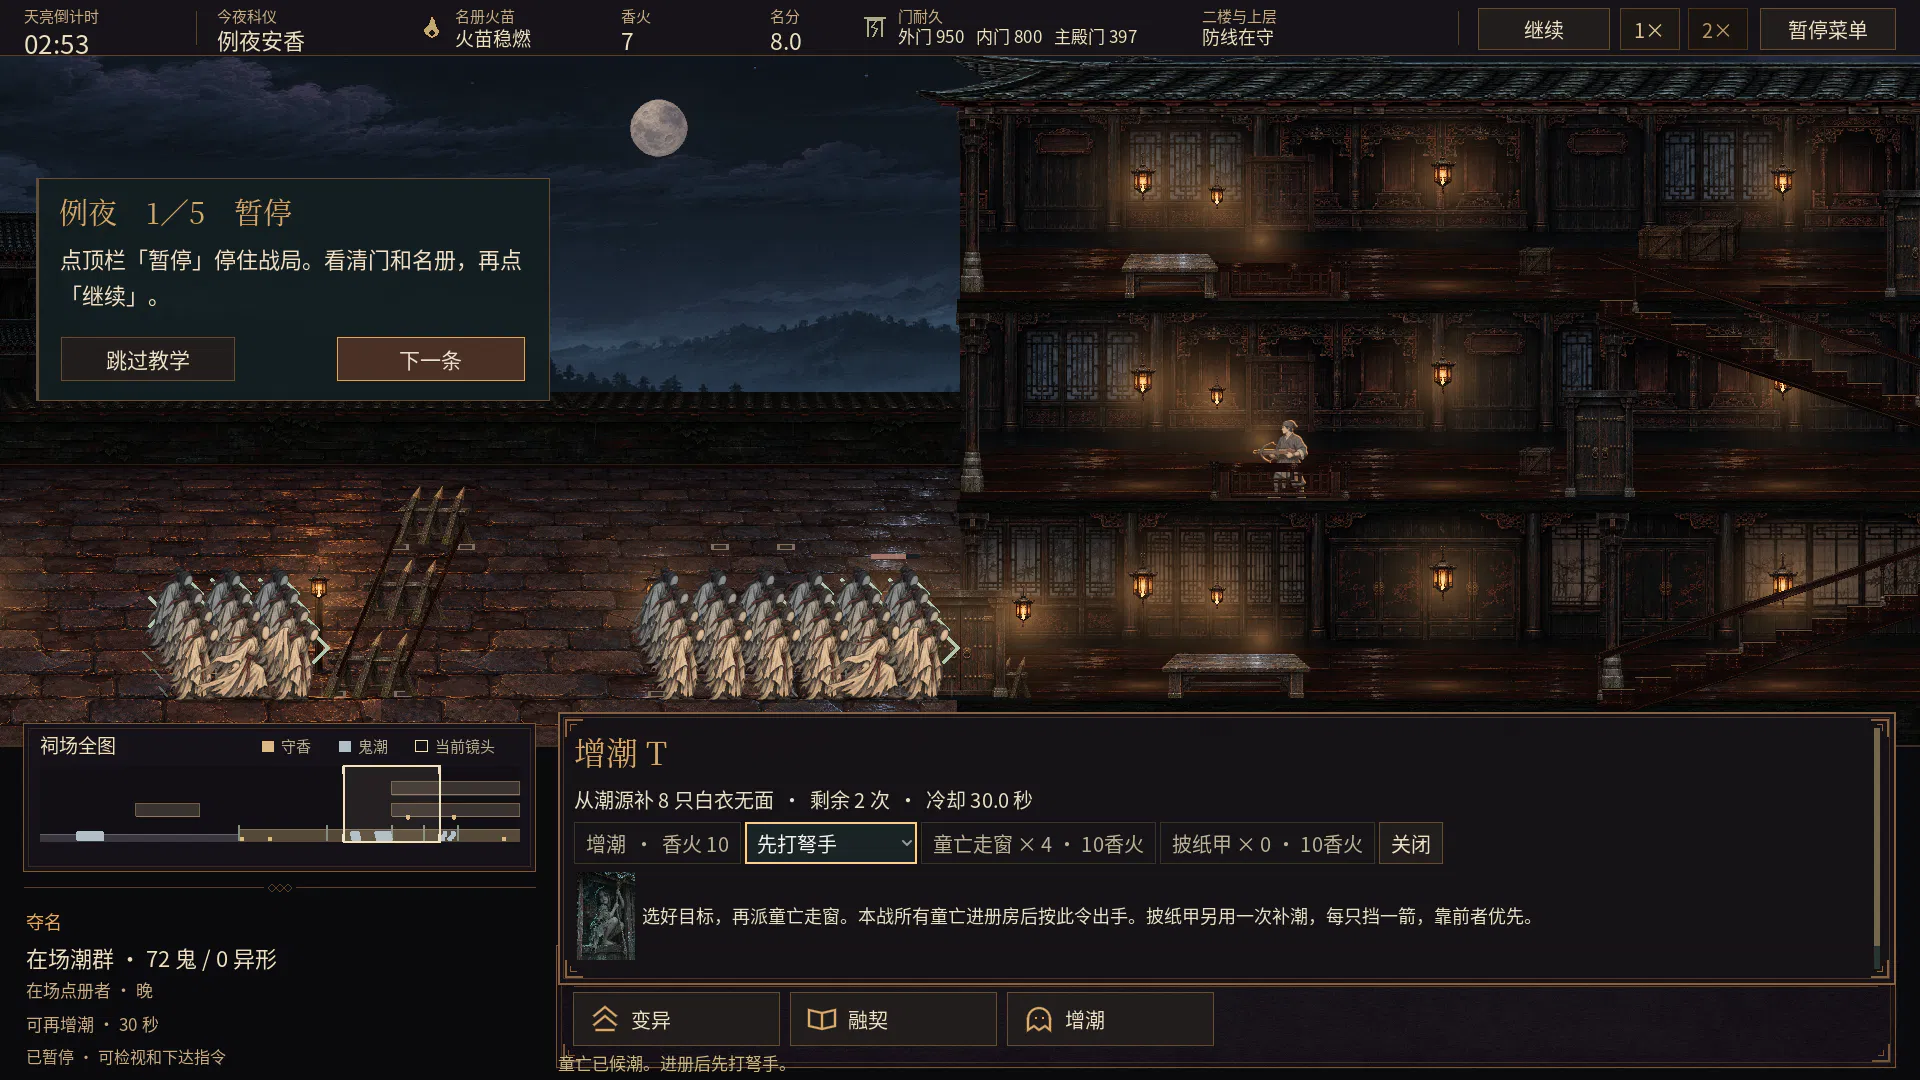 天亮倒计时
02:53
今夜科仪
例夜安香
名册火苗
火苗稳燃
香火
7
名分
8.0
门耐久
外门 950 内门 800 主殿门 397
二楼与上层
防线在守
继续
1×
2×
暂停菜单
例夜 1／5 暂停
点顶栏「暂停」停住战局。看清门和名册，再点
「继续」。
跳过教学
下一条
祠场全图
守香
鬼潮
当前镜头
夺名
在场潮群 · 72 鬼 / 0 异形
在场点册者 · 晚
可再增潮 · 30 秒
已暂停 · 可检视和下达指令
增潮 T
从潮源补 8 只白衣无面 · 剩余 2 次 · 冷却 30.0 秒
增潮 · 香火 10
先打弩手
童亡走窗 × 4 · 10香火
披纸甲 × 0 · 10香火
关闭
选好目标，再派童亡走窗。本战所有童亡进册房后按此令出手。披纸甲另用一次补潮，每只挡一箭，靠前者优先。
变异
融契
增潮
童亡已候潮。进册后先打弩手。